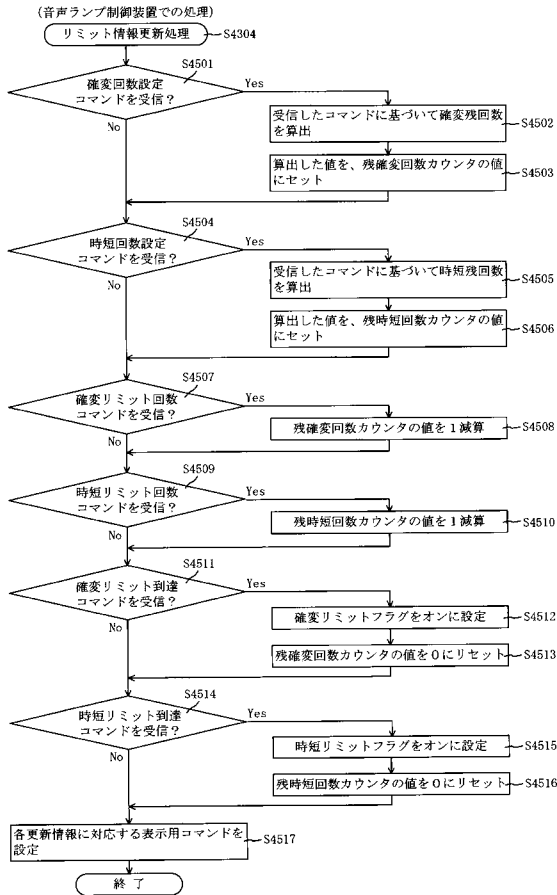 (音声ランプ制御装置での処理)
リミット情報更新処理
S4304
S4501
確変回数設定
コマンドを受信？
Yes
No
受信したコマンドに基づいて確変残回数
を算出
S4502
算出した値を、残確変回数カウンタの値
にセット
S4503
S4504
時短回数設定
コマンドを受信？
Yes
No
受信したコマンドに基づいて時短残回数
を算出
S4505
算出した値を、残時短回数カウンタの値
にセット
S4506
S4507
確変リミット回数
コマンドを受信？
Yes
No
残確変回数カウンタの値を１減算
S4508
S4509
時短リミット回数
コマンドを受信？
Yes
No
残時短回数カウンタの値を１減算
S4510
S4511
確変リミット到達
コマンドを受信？
Yes
No
確変リミットフラグをオンに設定
S4512
残確変回数カウンタの値を０にリセット
S4513
S4514
時短リミット到達
コマンドを受信？
Yes
No
時短リミットフラグをオンに設定
S4515
残時短回数カウンタの値を０にリセット
S4516
各更新情報に対応する表示用コマンドを
設定
S4517
終了